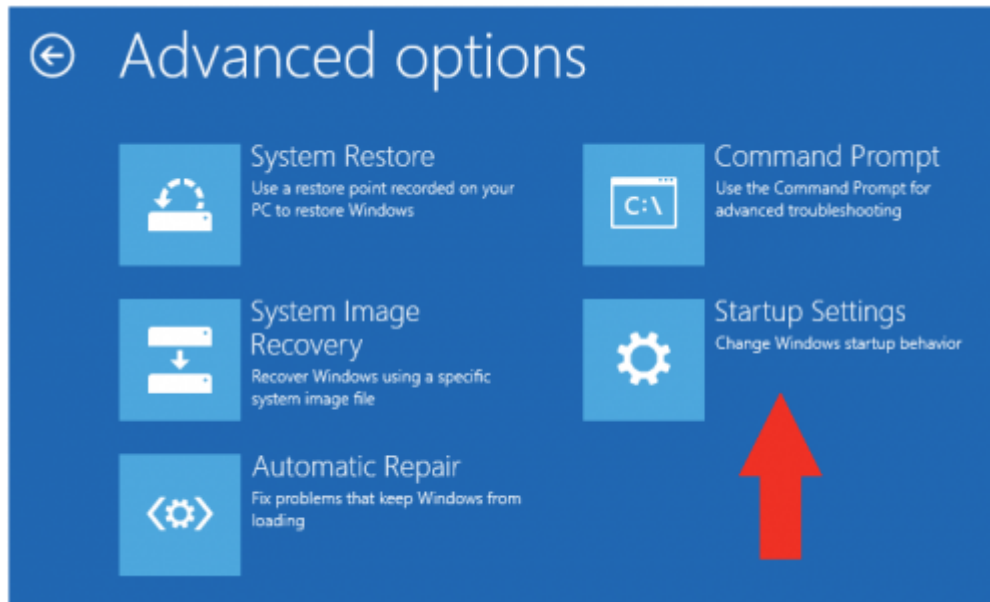 Advanced options
System Restore
Use a restore point recorded on your
PC to restore Windows
System Image
Recovery
Recover Windows using a specific
system image file
Automatic Repair
Fix problems that keep Windows from
loading
Command Prompt
Use the Command Prompt for
advanced troubleshooting
C:\
Startup Settings
Change Windows startup behavior